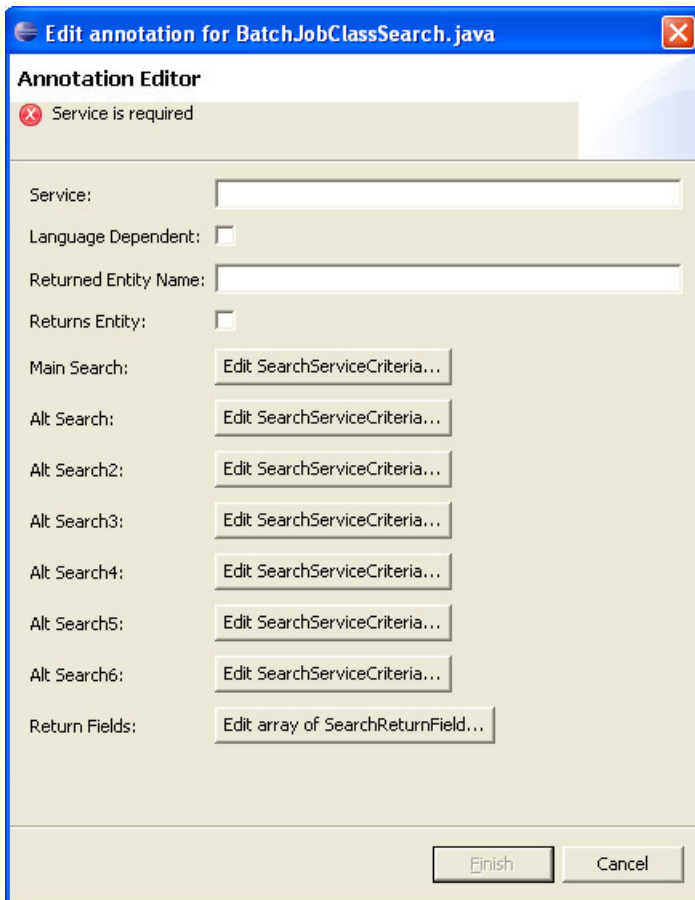 Edit annotation for BatchJobClassSearch.java
Annotation Editor
Service is required
Service:
Language Dependent:
Returned Entity Name:
Returns Entity:
Main Search: Edit SearchServiceCriteria...
Alt Search: Edit SearchServiceCriteria...
Alt Search2: Edit SearchServiceCriteria...
Alt Search3: Edit SearchServiceCriteria...
Alt Search4: Edit SearchServiceCriteria...
Alt Search5: Edit SearchServiceCriteria...
Alt Search6: Edit SearchServiceCriteria...
Return Fields: Edit array of SearchReturnField...
Finish Cancel